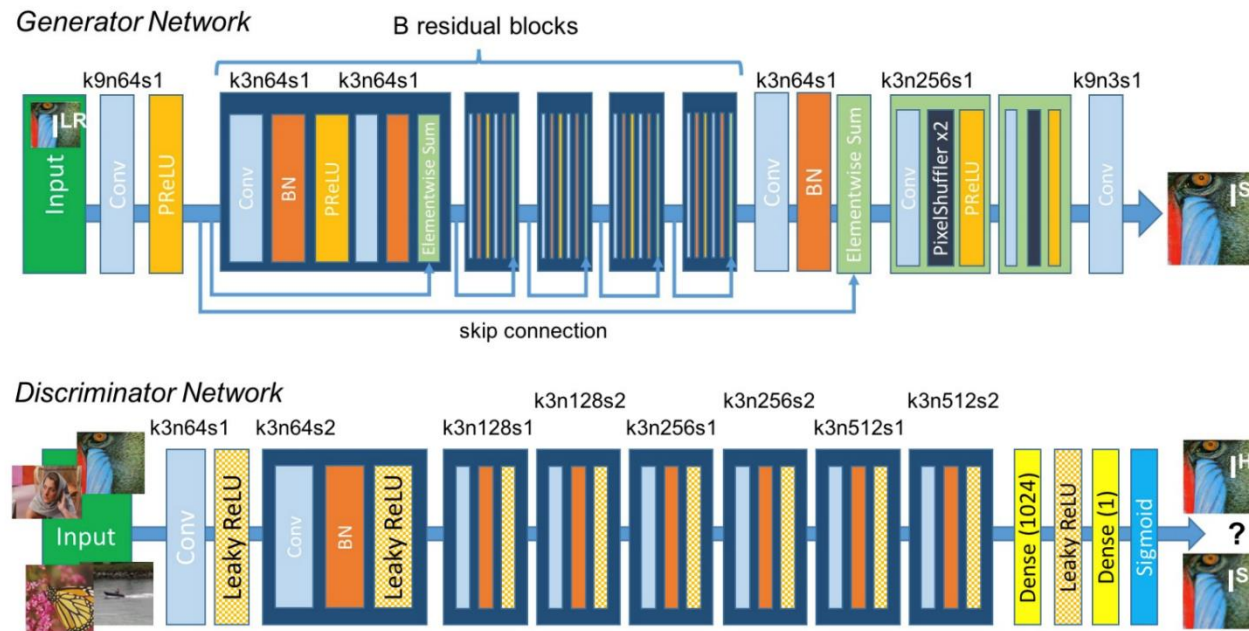 Generator Network
B residual blocks
k9n64s1
k3n64s1
k3n64s1
k3n64s1
k3n256s1
k9n3s1
I^LR
Input
Conv
PReLU
Conv
BN
PReLU
Elementwise Sum
Conv
BN
Elementwise Sum
Conv
PixelShuffler x2
PReLU
Conv
I^S
skip connection
Discriminator Network
k3n64s1
k3n64s2
k3n128s1
k3n128s2
k3n256s1
k3n256s2
k3n512s1
k3n512s2
Input
Conv
Leaky ReLU
Conv
BN
Leaky ReLU
Dense (1024)
Leaky ReLU
Dense (1)
Sigmoid
I^H
?
I^S